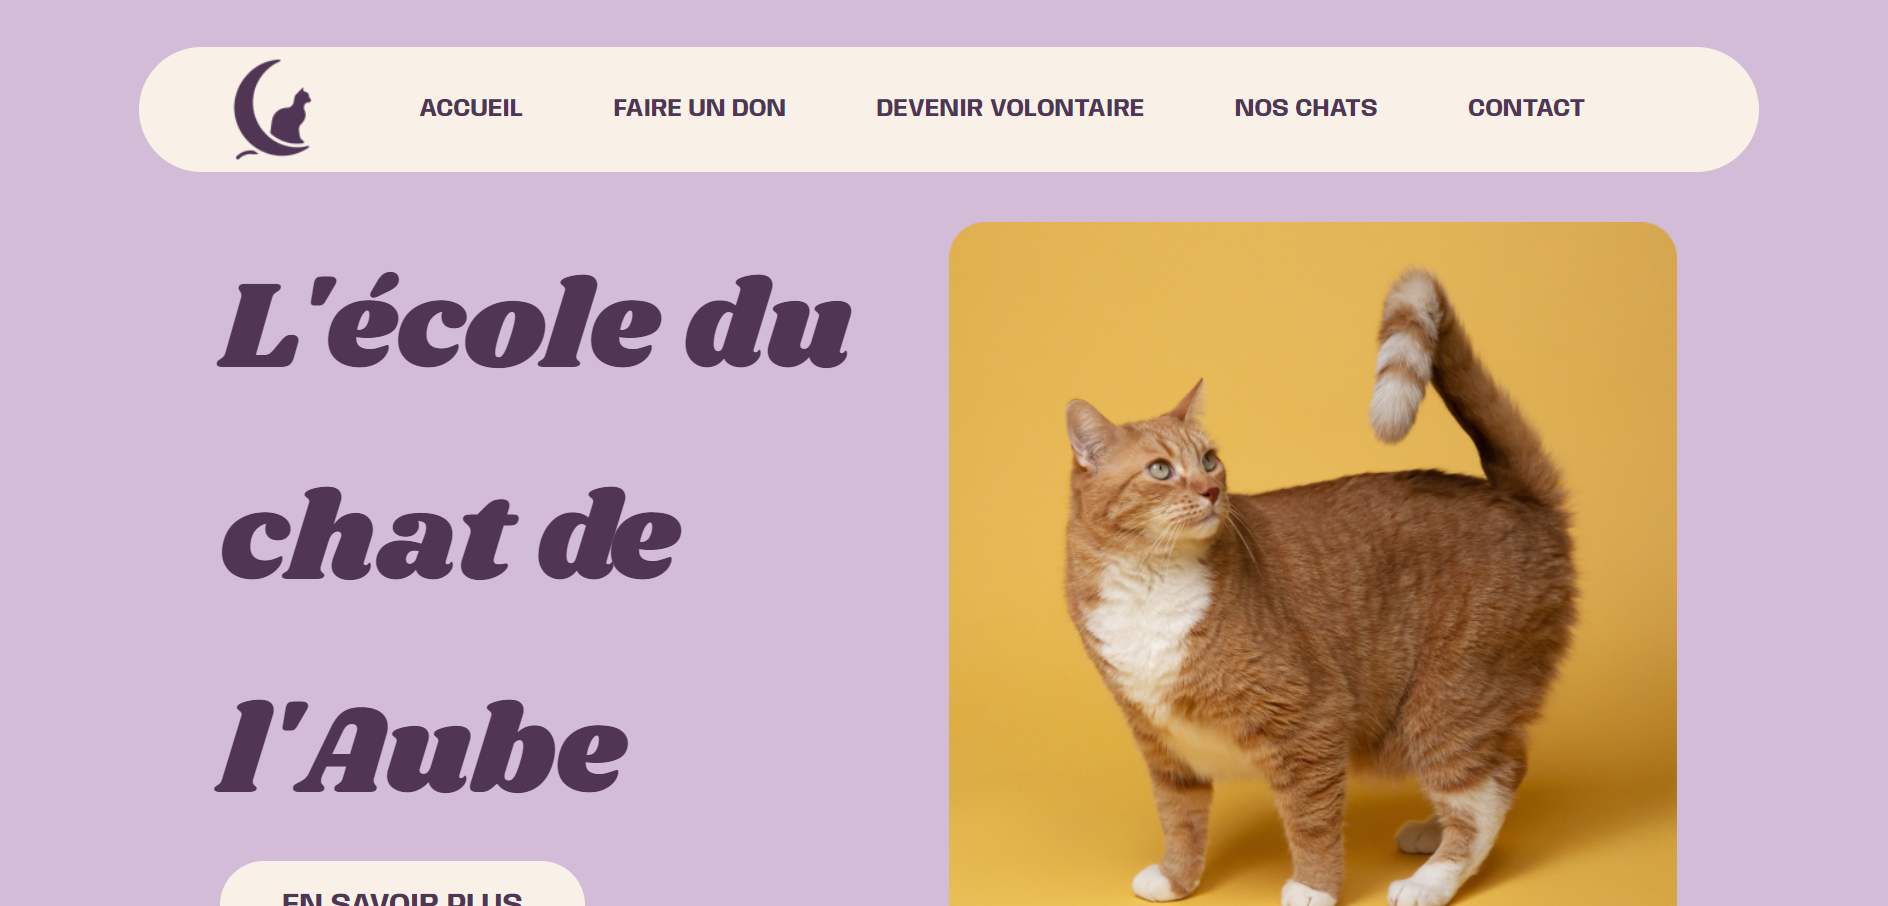 ACCUEIL FAIRE UN DON DEVENIR VOLONTAIRE NOS CHATS CONTACT
L'école du
chat de
l'Aube
EN SAVOIR PLUS